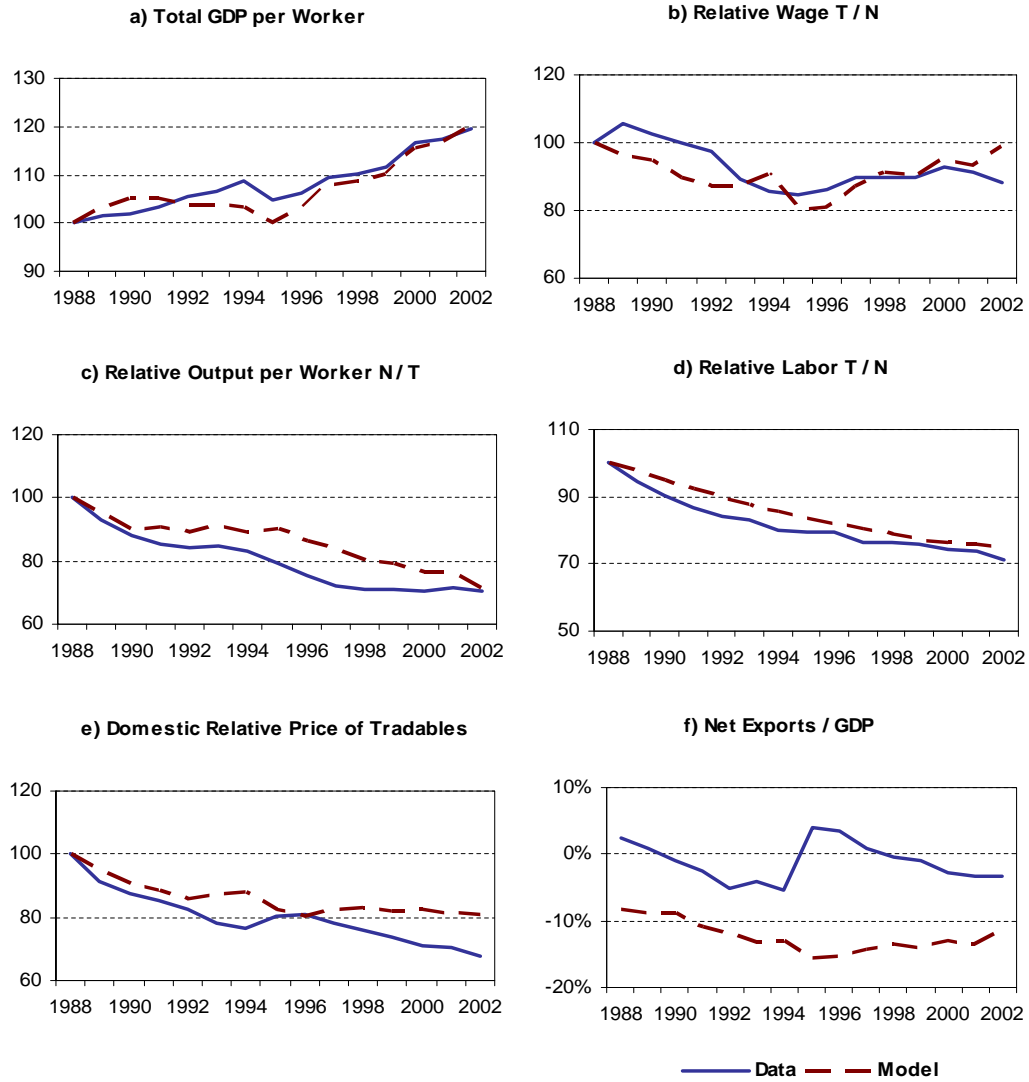 a) Total GDP per Worker
130
120
110
100
90
1988 1990 1992 1994 1996 1998 2000 2002
b) Relative Wage T / N
120
100
80
60
1988 1990 1992 1994 1996 1998 2000 2002
c) Relative Output per Worker N / T
120
100
80
60
1988 1990 1992 1994 1996 1998 2000 2002
d) Relative Labor T / N
110
90
70
50
1988 1990 1992 1994 1996 1998 2000 2002
e) Domestic Relative Price of Tradables
120
100
80
60
1988 1990 1992 1994 1996 1998 2000 2002
f) Net Exports / GDP
10%
0%
-10%
-20%
1988 1990 1992 1994 1996 1998 2000 2002
Data Model